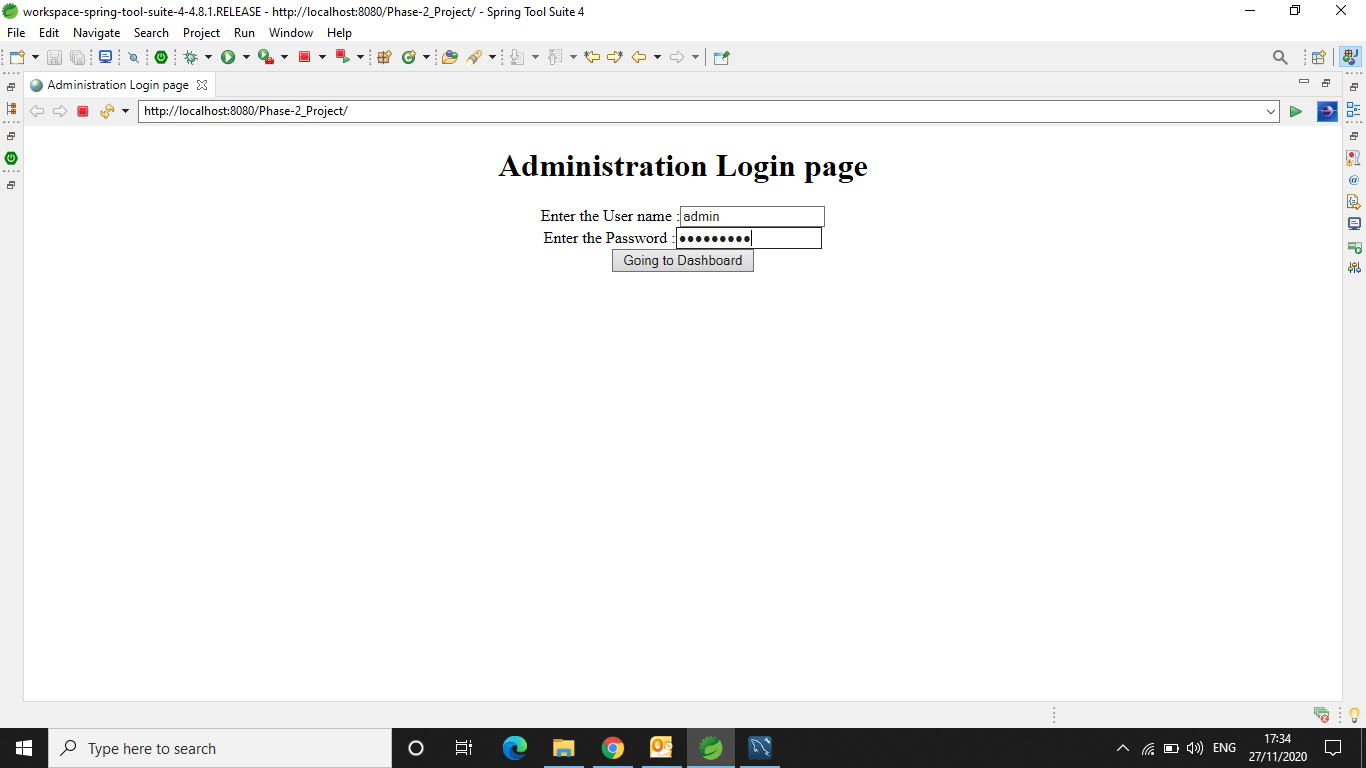 workspace-spring-tool-suite-4-4.8.1.RELEASE - http://localhost:8080/Phase-2_Project/ - Spring Tool Suite 4
File Edit Navigate Search Project Run Window Help
Administration Login page
http://localhost:8080/Phase-2_Project/
Administration Login page
Enter the User name :admin
Enter the Password :●●●●●●●●●
Going to Dashboard
Type here to search
ENG
17:34
27/11/2020